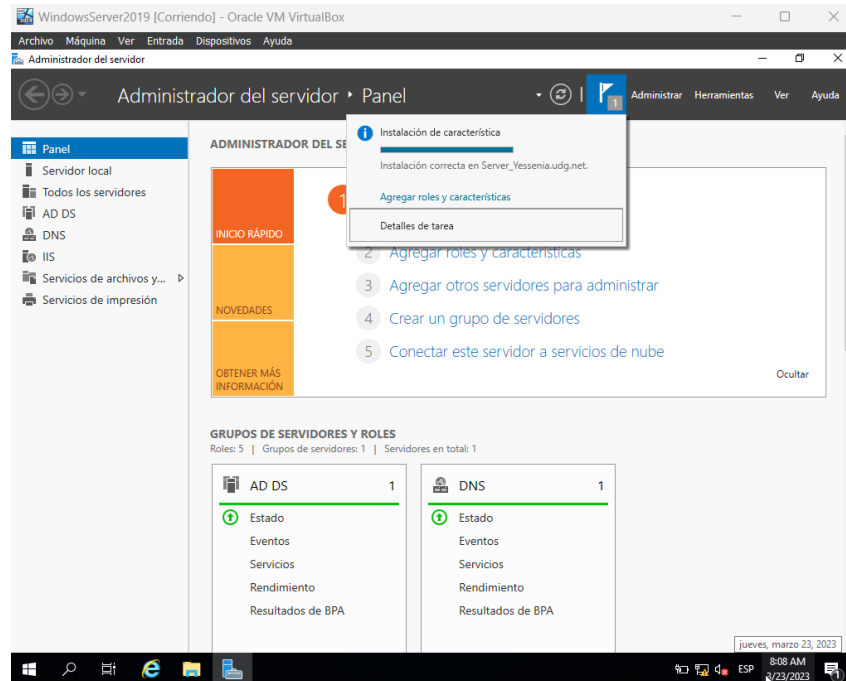 WindowsServer2019 [Corriendo] - Oracle VM VirtualBox
Archivo Máquina Ver Entrada Dispositivos Ayuda
Administrador del servidor
Administrador del servidor Panel
1
Administrar Herramientas Ver Ayuda
Instalación de característica
Instalación correcta en Server_Yessenia.udg.net.
Agregar roles y características
Detalles de tarea
Panel
Servidor local
Todos los servidores
AD DS
DNS
IIS
Servicios de archivos y...
Servicios de impresión
ADMINISTRADOR DEL SE
INICIO RÁPIDO
NOVEDADES
OBTENER MÁS
INFORMACIÓN
1
2 Agregar roles y características
3 Agregar otros servidores para administrar
4 Crear un grupo de servidores
5 Conectar este servidor a servicios de nube
Ocultar
GRUPOS DE SERVIDORES Y ROLES
Roles: 5 | Grupos de servidores: 1 | Servidores en total: 1
AD DS 1
Estado
Eventos
Servicios
Rendimiento
Resultados de BPA
DNS 1
Estado
Eventos
Servicios
Rendimiento
Resultados de BPA
jueves, marzo 23, 2023
ESP
8:08 AM
3/23/2023
1